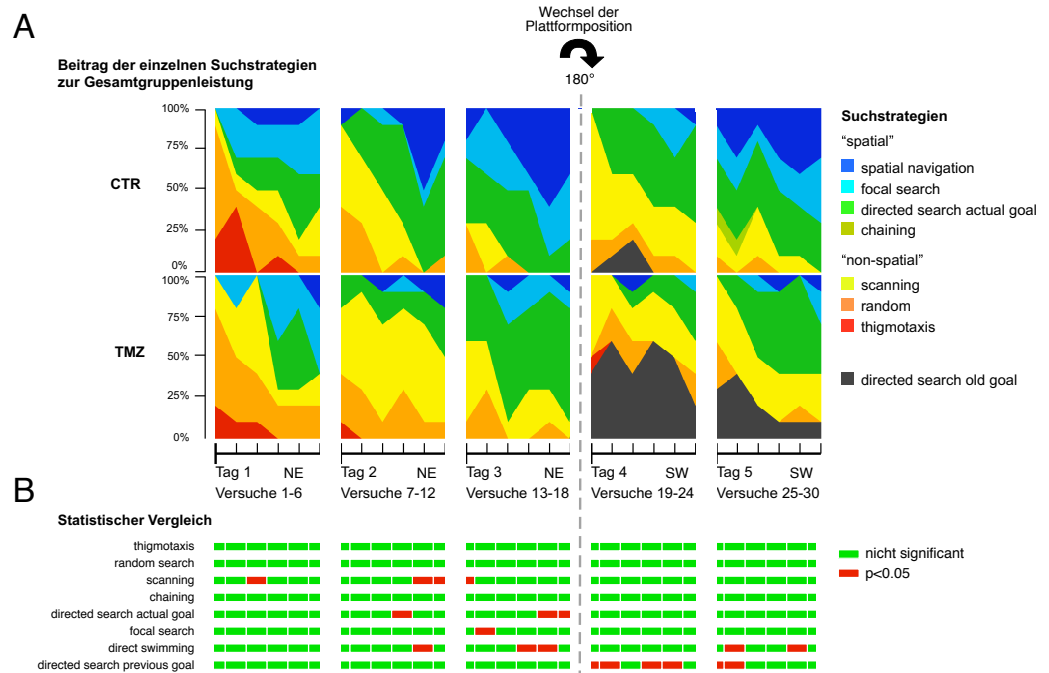 A
Wechsel der
Plattformposition
180°
Beitrag der einzelnen Suchstrategien
zur Gesamtgruppenleistung
100%
75%
50%
25%
0%
CTR
100%
75%
50%
25%
0%
TMZ
Suchstrategien
“spatial”
spatial navigation
focal search
directed search actual goal
chaining
“non-spatial”
scanning
random
thigmotaxis
directed search old goal
Tag 1 NE
Versuche 1-6
Tag 2 NE
Versuche 7-12
Tag 3 NE
Versuche 13-18
Tag 4 SW
Versuche 19-24
Tag 5 SW
Versuche 25-30
B
Statistischer Vergleich
thigmotaxis
random search
scanning
chaining
directed search actual goal
focal search
direct swimming
directed search previous goal
nicht significant
p<0.05